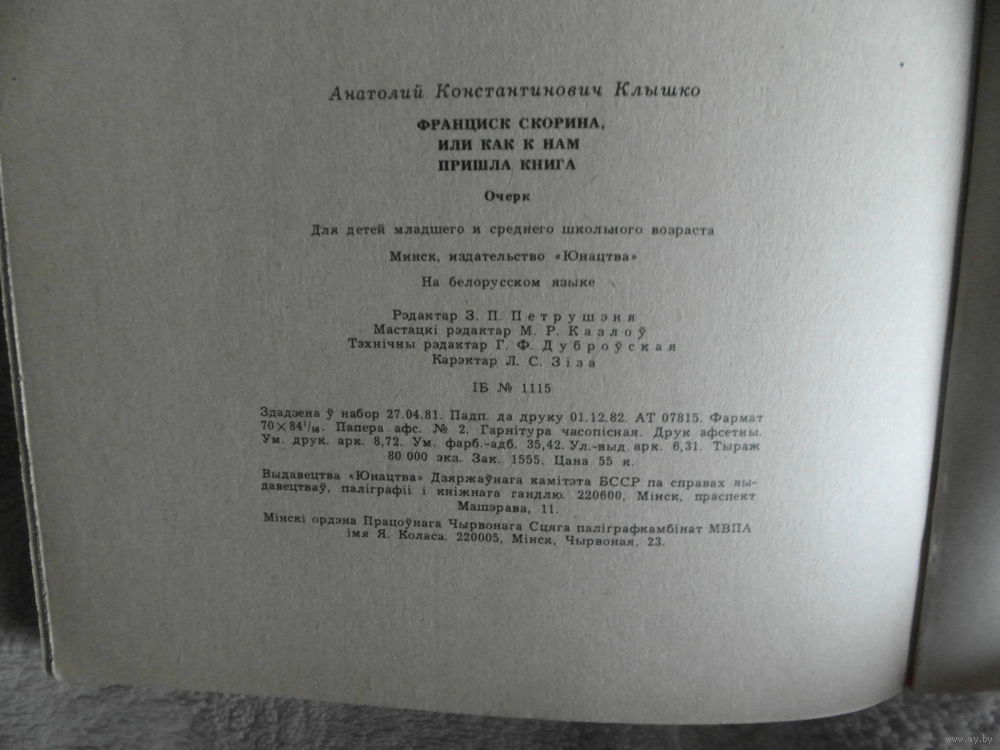 Анатолий Константинович Клышко
ФРАНЦИСК СКОРИНА,
ИЛИ КАК К НАМ
ПРИШЛА КНИГА
Очерк
Для детей младшего и среднего школьного возраста
Минск, издательство «Юнацтва»
На белорусском языке
Рэдактар З. П. Петрушэня
Мастацкі рэдактар М. Р. Казлоў
Тэхнічны рэдактар Г. Ф. Дуброўская
Карэктар Л. С. Зіза
ІБ № 1115
Здадзена ў набор 27.04.81. Падп. да друку 01.12.82. АТ 07815. Фармат
70×84¹/₁₆. Папера афс. № 2. Гарнітура часопісная. Друк афсетны.
Ум. друк. арк. 8,72. Ум. фарб.-адб. 35,42. Ул.-выд. арк. 6,31. Тыраж
80 000 экз. Зак. 1555. Цана 55 к.
Выдавецтва «Юнацтва» Дзяржаўнага камітэта БССР па справах вы-
давецтваў, паліграфіі і кніжнага гандлю. 220600, Мінск, праспект
Машэрава, 11.
Мінскі ордэна Працоўнага Чырвонага Сцяга паліграфкамбінат МВПА
імя Я. Коласа. 220005, Мінск, Чырвоная, 23.
www.ay.by